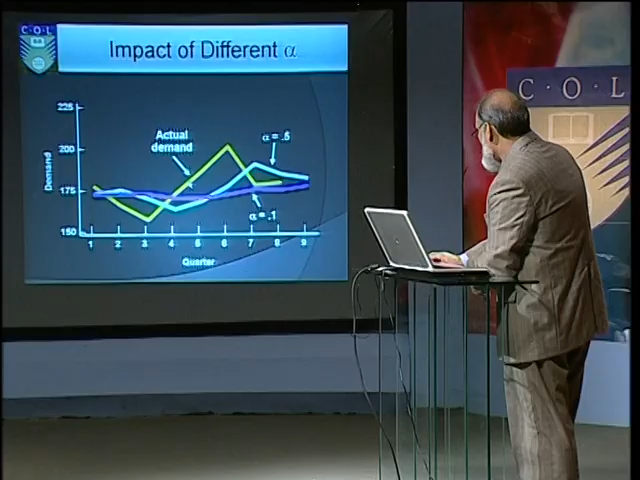 C·O·L
Impact of Different α
225
200
175
150
Demand
Actual
demand
α = .5
α = .1
1 2 3 4 5 6 7 8 9
Quarter
C·O·L